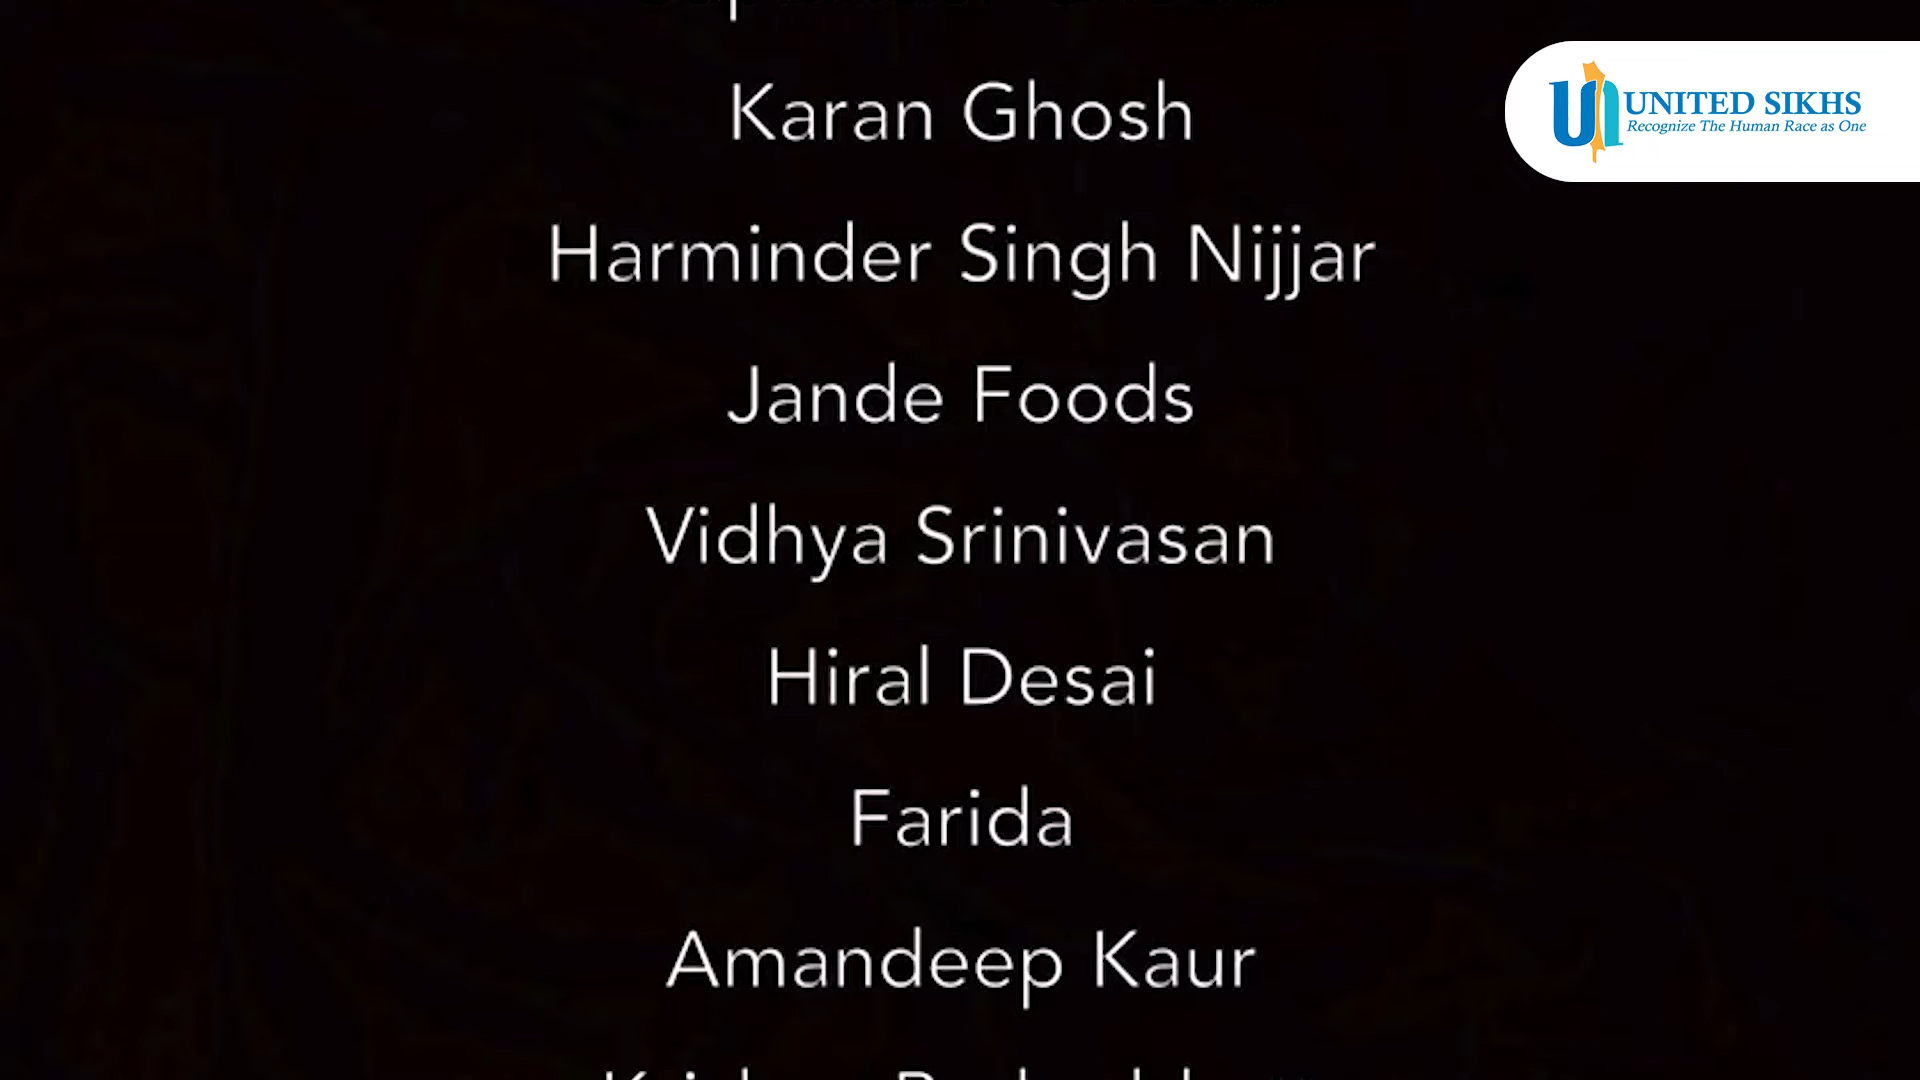 Karan Ghosh
UNITED SIKHS
Recognize The Human Race as One
Harminder Singh Nijjar
Jande Foods
Vidhya Srinivasan
Hiral Desai
Farida
Amandeep Kaur